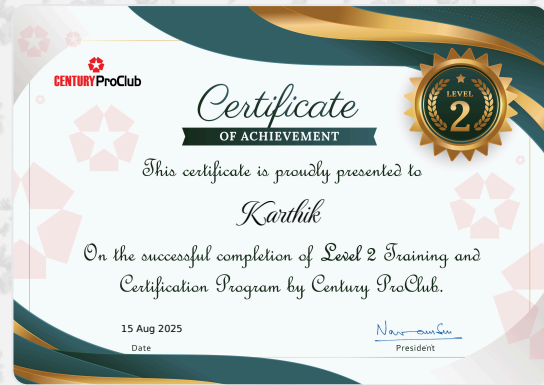 CENTURY ProClub
LEVEL
2
Certificate
OF ACHIEVEMENT
This certificate is proudly presented to
Karthik
On the successful completion of Level 2 Training and
Certification Program by Century ProClub.
15 Aug 2025
Date
President